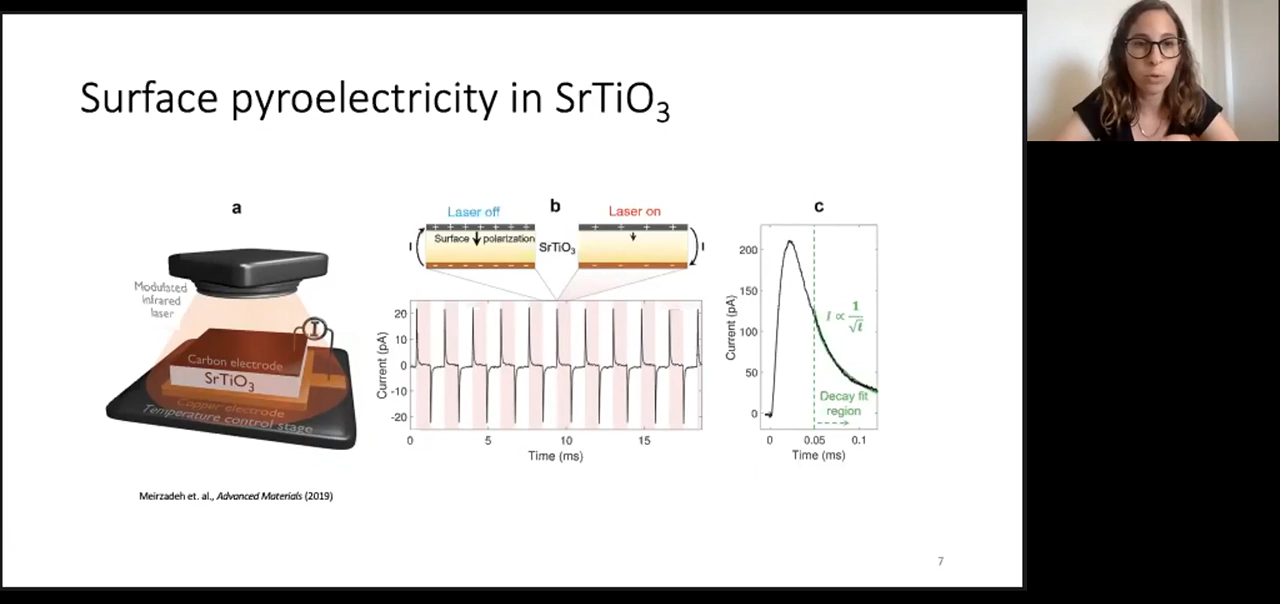 Surface pyroelectricity in SrTiO₃
a
Modulated
infrared
laser
I
Carbon electrode
SrTiO₃
Copper electrode
Temperature control stage
Meirzadeh et. al., Advanced Materials (2019)
b
Laser off
Laser on
+ + + + + + +
+ + + +
I
Surface polarization
SrTiO₃
I
- - - - - - -
- - - -
Current (pA)
20
10
0
-10
-20
0 5 10 15
Time (ms)
c
Current (pA)
200
150
100
50
0
I ∝ 1/√t
Decay fit
region
0 0.05 0.1
Time (ms)
7